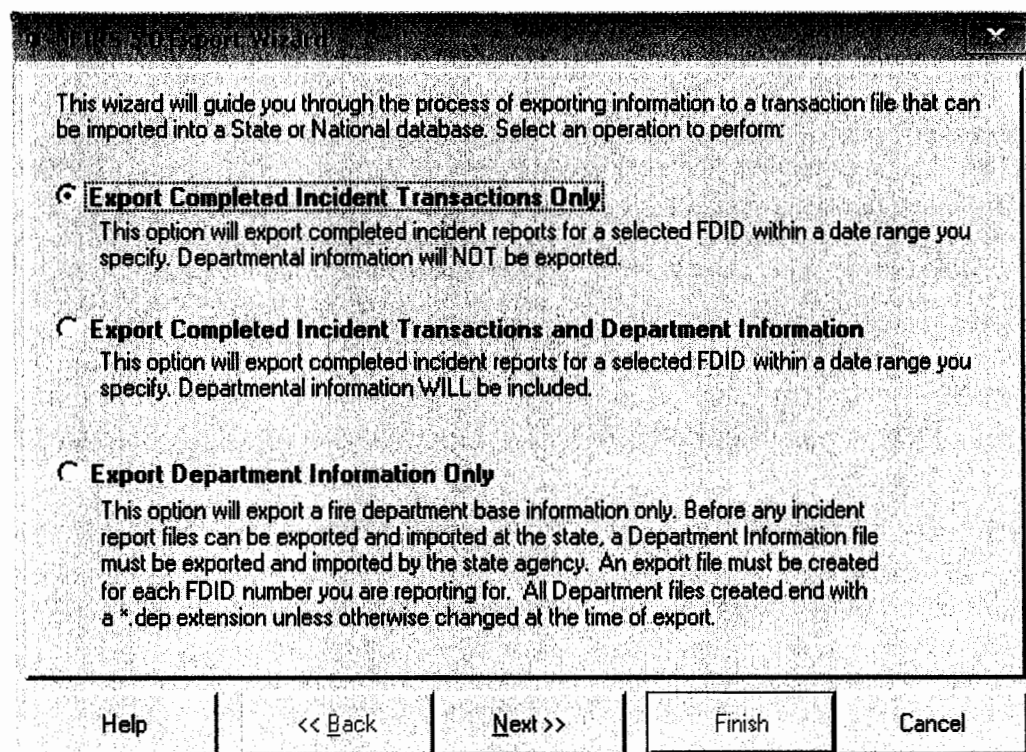 NFIRS 5.0 Export Wizard
This wizard will guide you through the process of exporting information to a transaction file that can
be imported into a State or National database. Select an operation to perform:
Export Completed Incident Transactions Only
This option will export completed incident reports for a selected FDID within a date range you
specify. Departmental information will NOT be exported.
Export Completed Incident Transactions and Department Information
This option will export completed incident reports for a selected FDID within a date range you
specify. Departmental information WILL be included.
Export Department Information Only
This option will export a fire department base information only. Before any incident
report files can be exported and imported at the state, a Department Information file
must be exported and imported by the state agency. An export file must be created
for each FDID number you are reporting for. All Department files created end with
a *.dep extension unless otherwise changed at the time of export.
Help << Back Next >> Finish Cancel